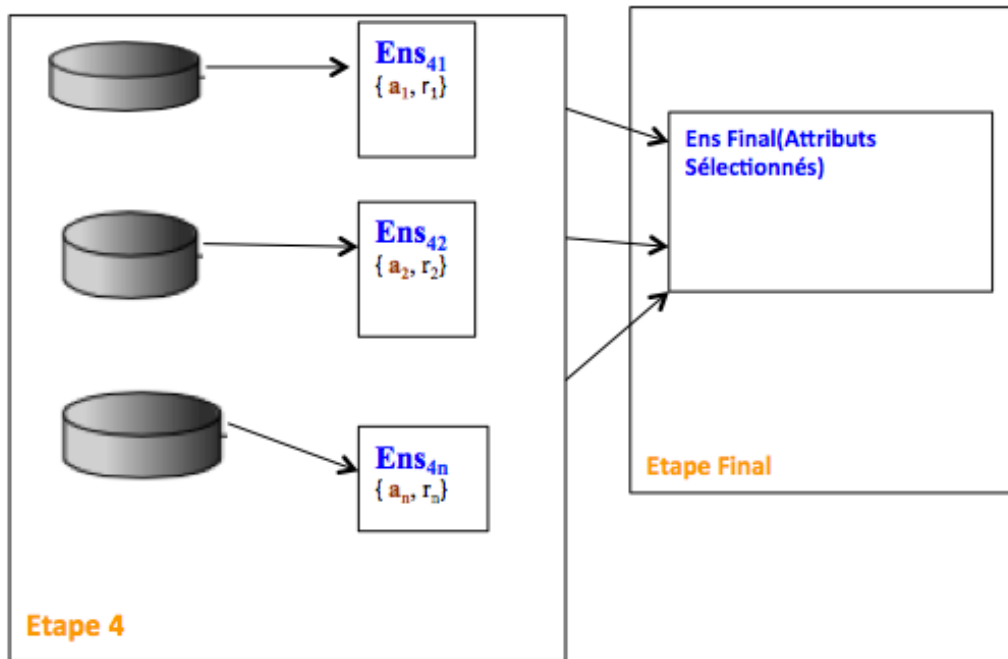 Ens₄₁
{ a₁, r₁}
Ens₄₂
{ a₂, r₂}
Ens₄ₙ
{ aₙ, rₙ}
Etape 4
Ens Final(Attributs
Sélectionnés)
Etape Final